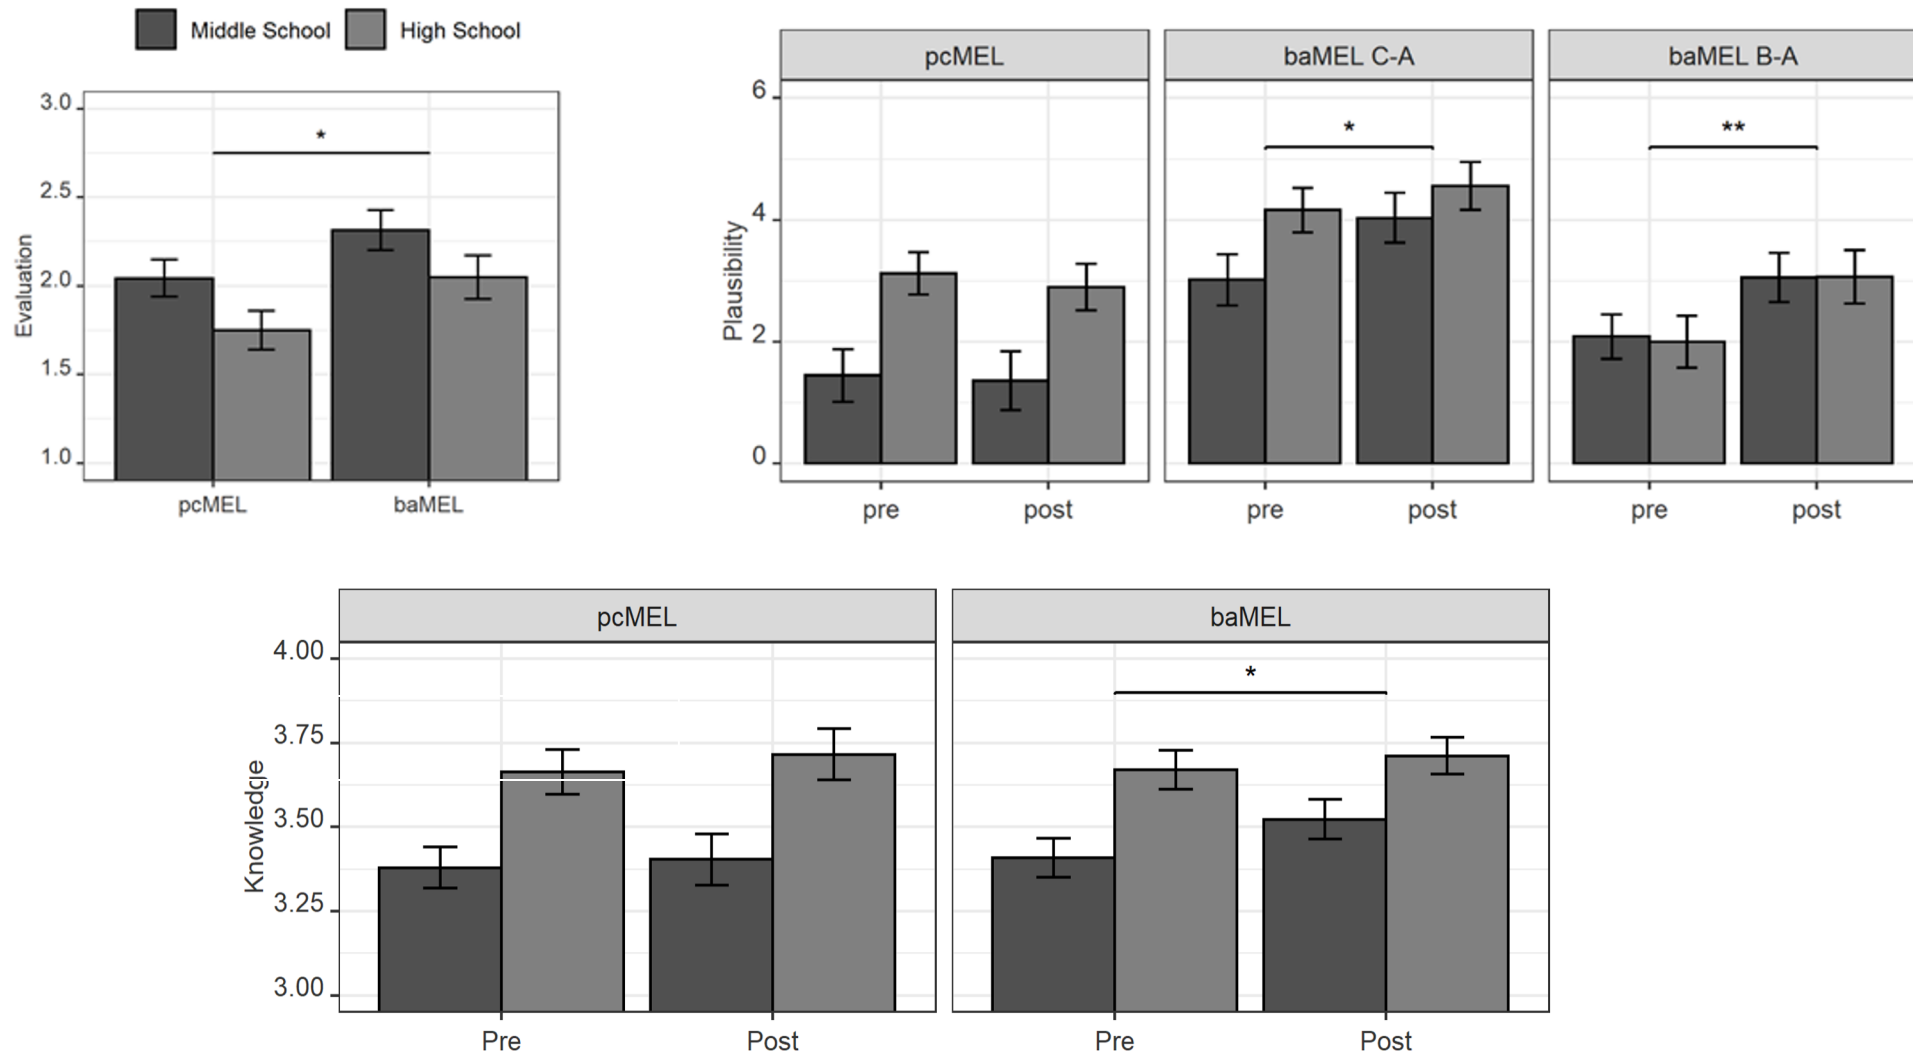 Middle School
High School
Evaluation
3.0
2.5
2.0
1.5
1.0
*
pcMEL
baMEL
pcMEL
baMEL C-A
baMEL B-A
Plausibility
6
4
2
0
*
**
pre
post
pre
post
pre
post
pcMEL
baMEL
Knowledge
4.00
3.75
3.50
3.25
3.00
*
Pre
Post
Pre
Post